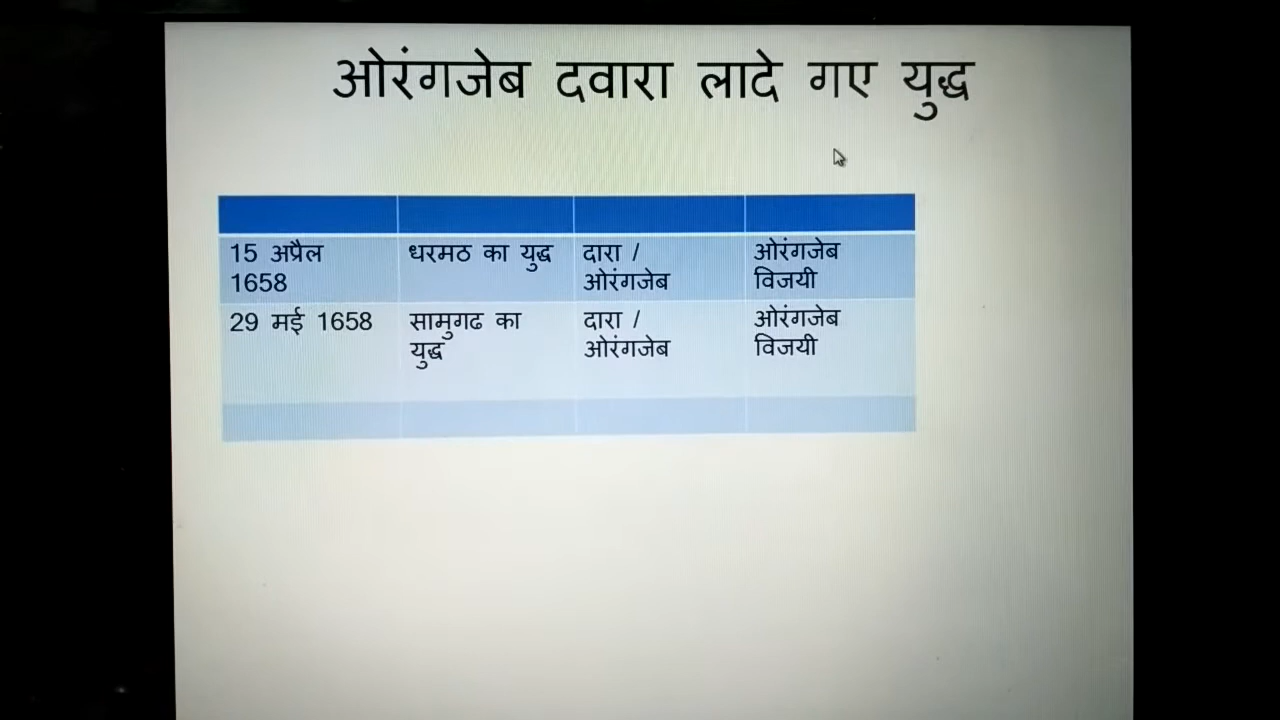 ओरंगजेब दवारा लादे गए युद्ध
15 अप्रैल
1658
धरमठ का युद्ध
दारा /
ओरंगजेब
ओरंगजेब
विजयी
29 मई 1658
सामुगढ का
युद्ध
दारा /
ओरंगजेब
ओरंगजेब
विजयी